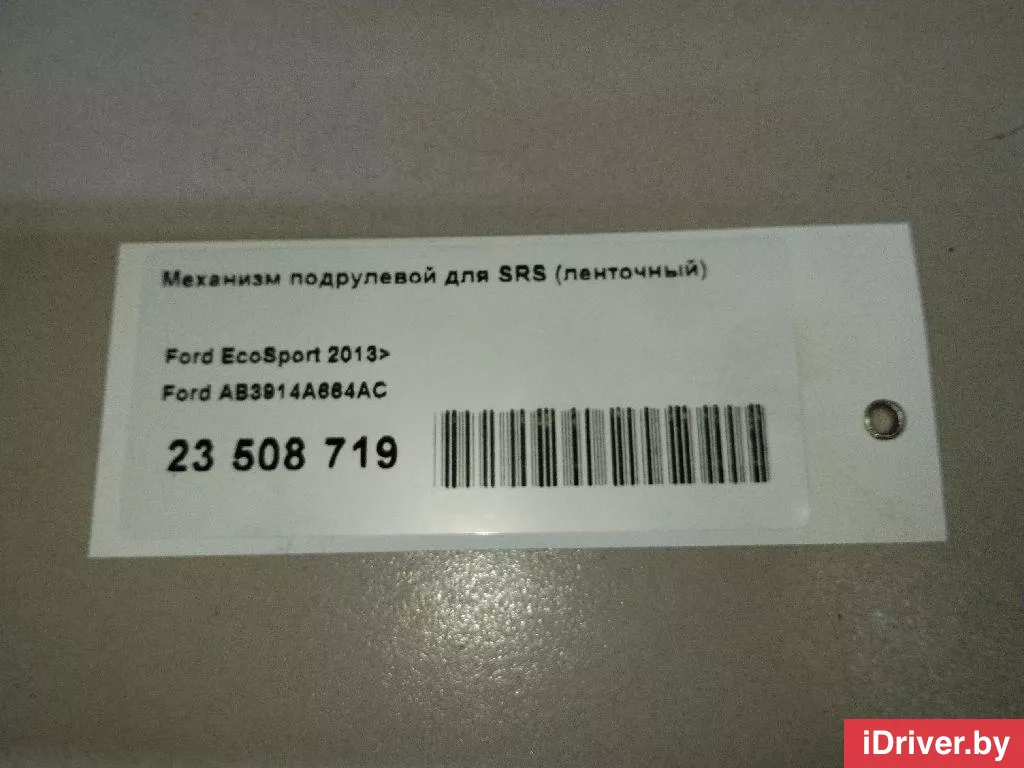 Механизм подрулевой для SRS (ленточный)
Ford EcoSport 2013>
Ford AB3914A664AC
23 508 719
iDriver.by